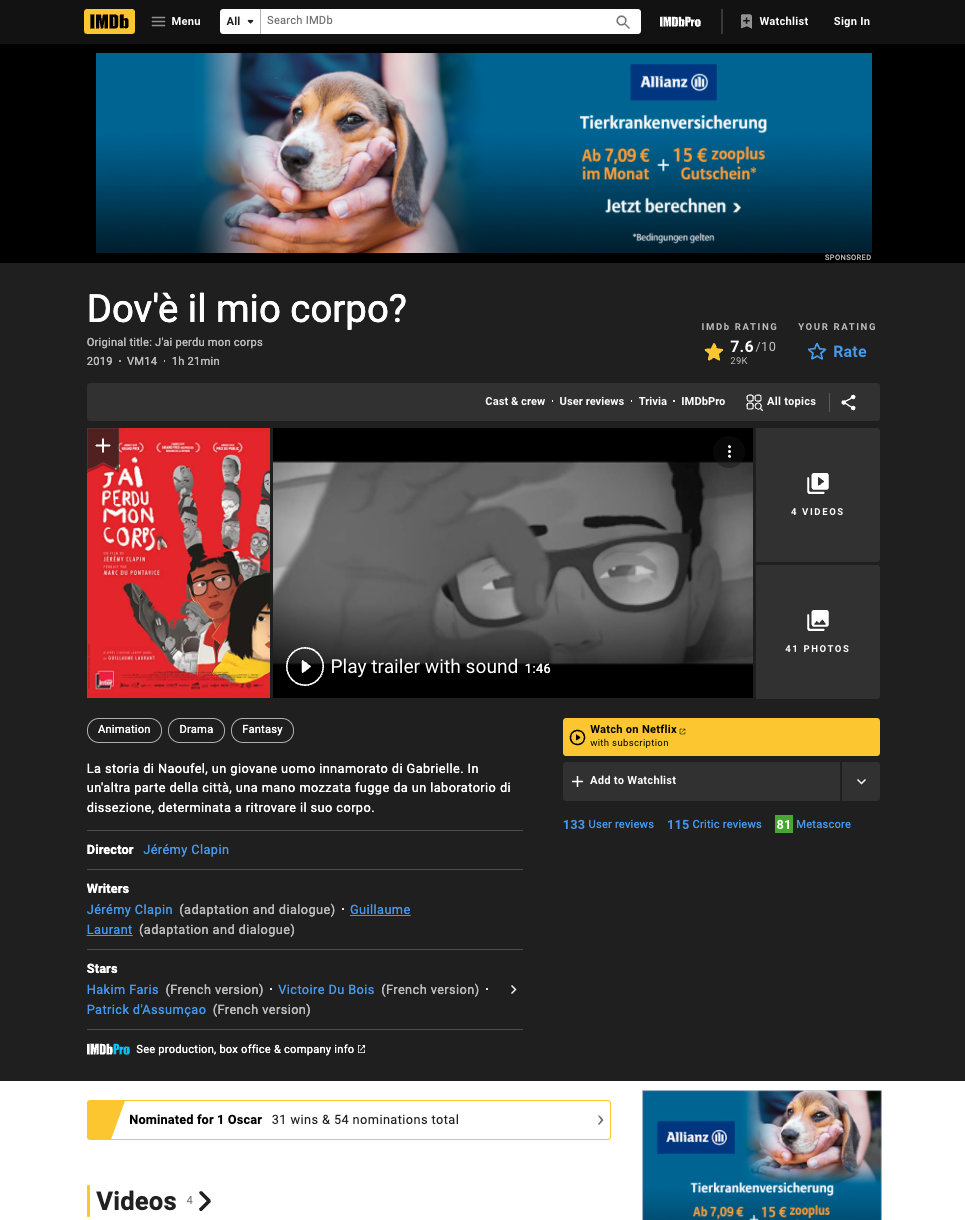 IMDb
Menu
All
Search IMDb
IMDbPro
Watchlist
Sign In
Allianz
Tierkrankenversicherung
Ab 7,09 € im Monat + 15 € zooplus Gutschein*
Jetzt berechnen
*Bedingungen gelten
SPONSORED
Dov'è il mio corpo?
Original title: J'ai perdu mon corps
2019 · VM14 · 1h 21min
IMDb RATING
7.6/10
29K
YOUR RATING
Rate
Cast & crew · User reviews · Trivia · IMDbPro
All topics
J'AI
PERDU
MON
CORPS
UN FILM DE
JÉRÉMY CLAPIN
MARC DU PONTAVICE
GUILLAUME LAURANT
Play trailer with sound 1:46
4 VIDEOS
41 PHOTOS
Animation
Drama
Fantasy
La storia di Naoufel, un giovane uomo innamorato di Gabrielle. In
un'altra parte della città, una mano mozzata fugge da un laboratorio di
dissezione, determinata a ritrovare il suo corpo.
Director Jérémy Clapin
Writers
Jérémy Clapin (adaptation and dialogue) · Guillaume
Laurant (adaptation and dialogue)
Stars
Hakim Faris (French version) · Victoire Du Bois (French version) ·
Patrick d'Assumçao (French version)
IMDbPro See production, box office & company info
Watch on Netflix
with subscription
Add to Watchlist
133 User reviews 115 Critic reviews 81 Metascore
Nominated for 1 Oscar 31 wins & 54 nominations total
Allianz
Tierkrankenversicherung
Ab 7,09 € + 15 € zooplus
Videos 4